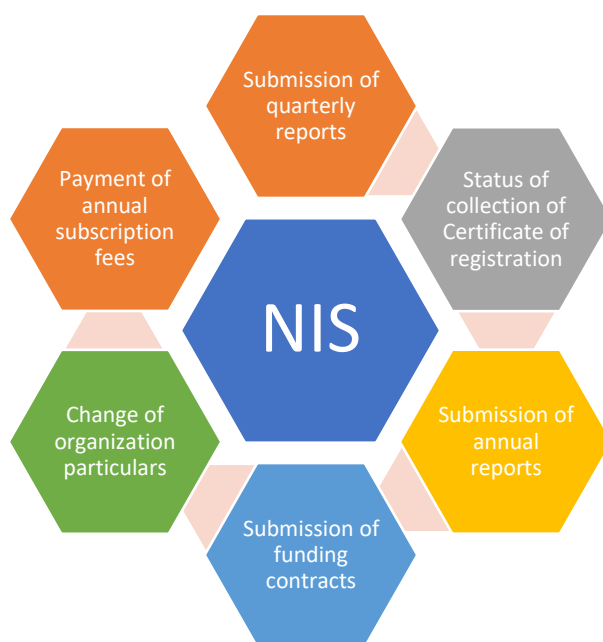 Submission of
quarterly
reports
Status of
collection of
Certificate of
registration
Submission of
annual
reports
Submission of
funding
contracts
Change of
organization
particulars
Payment of
annual
subscription
fees
NIS